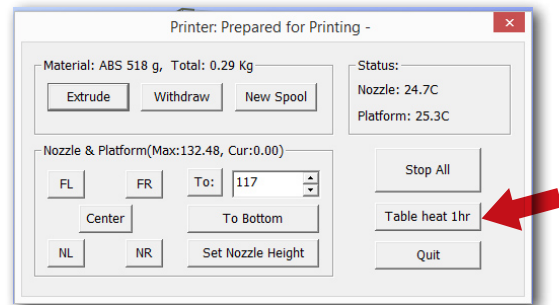 Printer: Prepared for Printing -
Material: ABS 518 g, Total: 0.29 Kg
Extrude Withdraw New Spool
Status:
Nozzle: 24.7C
Platform: 25.3C
Nozzle & Platform(Max:132.48, Cur:0.00)
FL FR To: 117
Center To Bottom
NL NR Set Nozzle Height
Stop All
Table heat 1hr
Quit